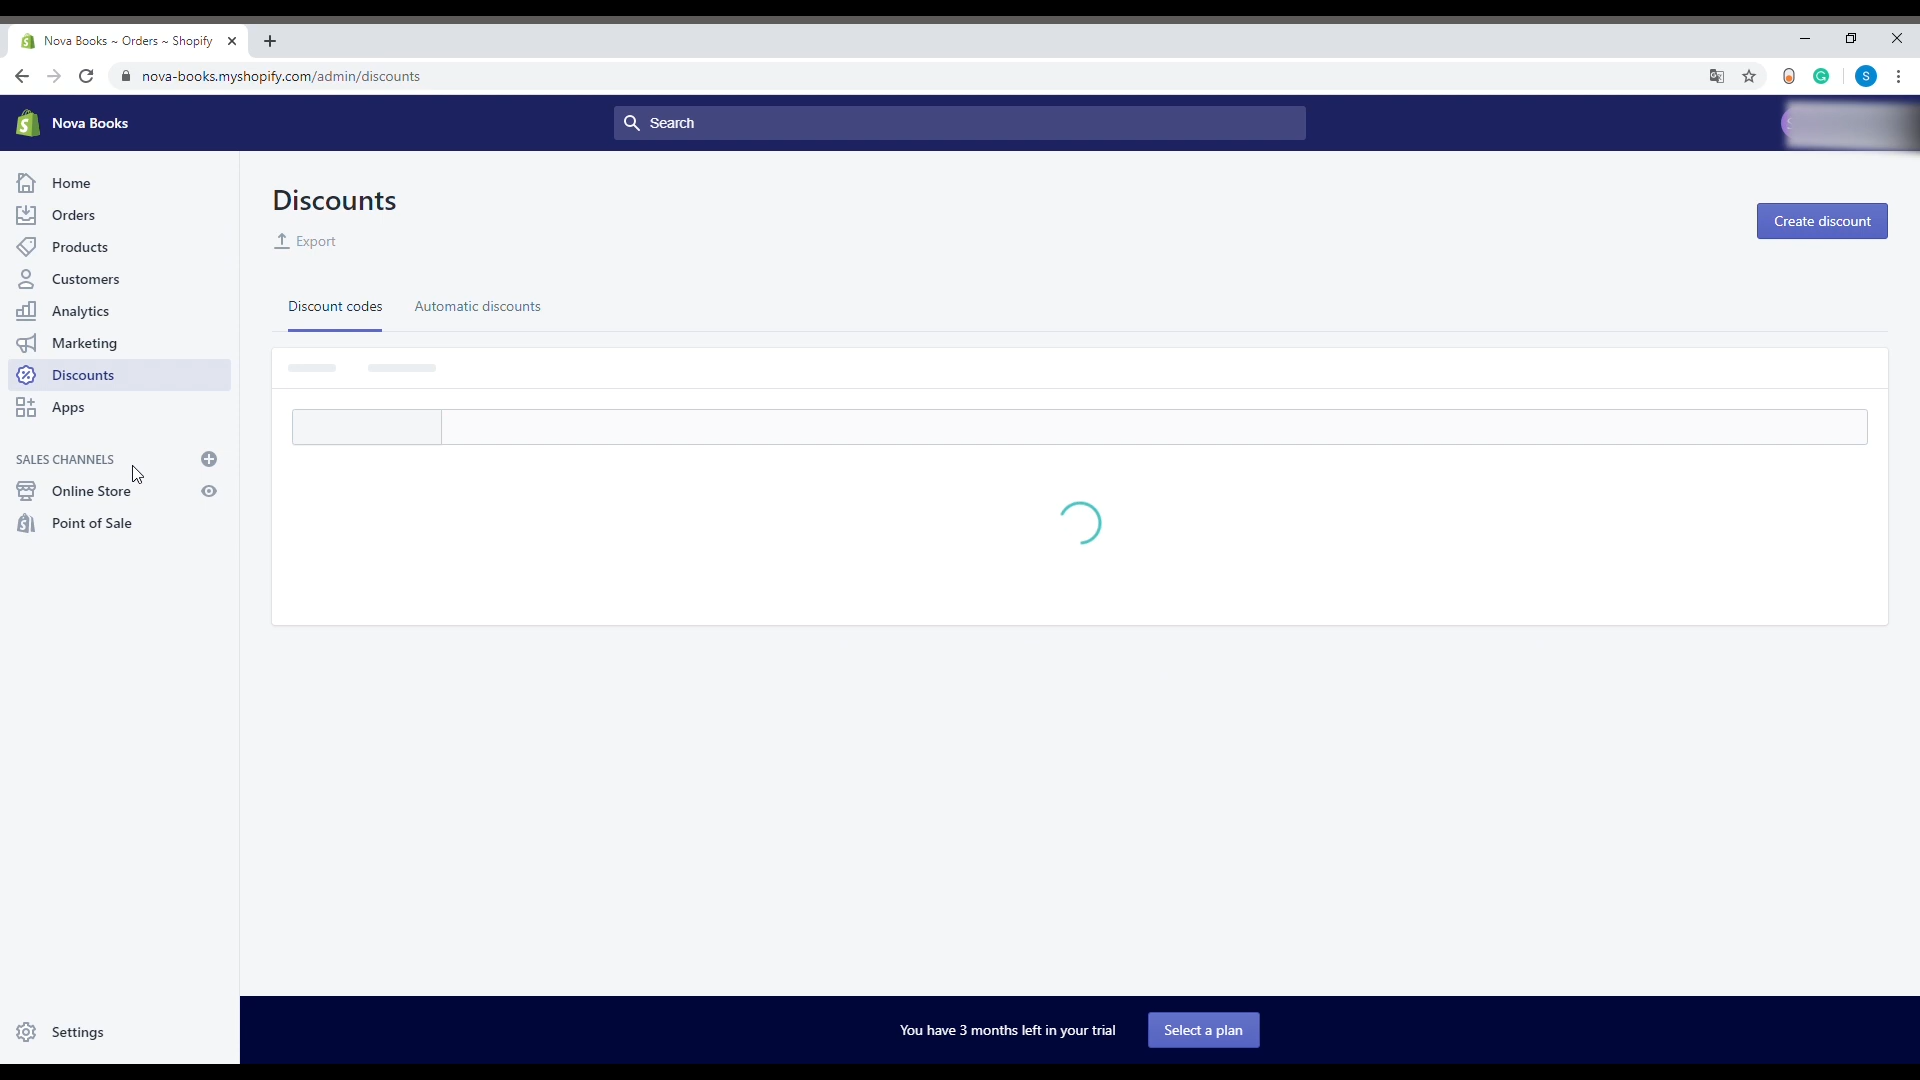 Nova Books ~ Orders ~ Shopify
nova-books.myshopify.com/admin/discounts
S
Nova Books
Search
Home
Orders
Products
Customers
Analytics
Marketing
Discounts
Apps
SALES CHANNELS
Online Store
Point of Sale
Settings
Discounts
Export
Create discount
Discount codes
Automatic discounts
You have 3 months left in your trial
Select a plan